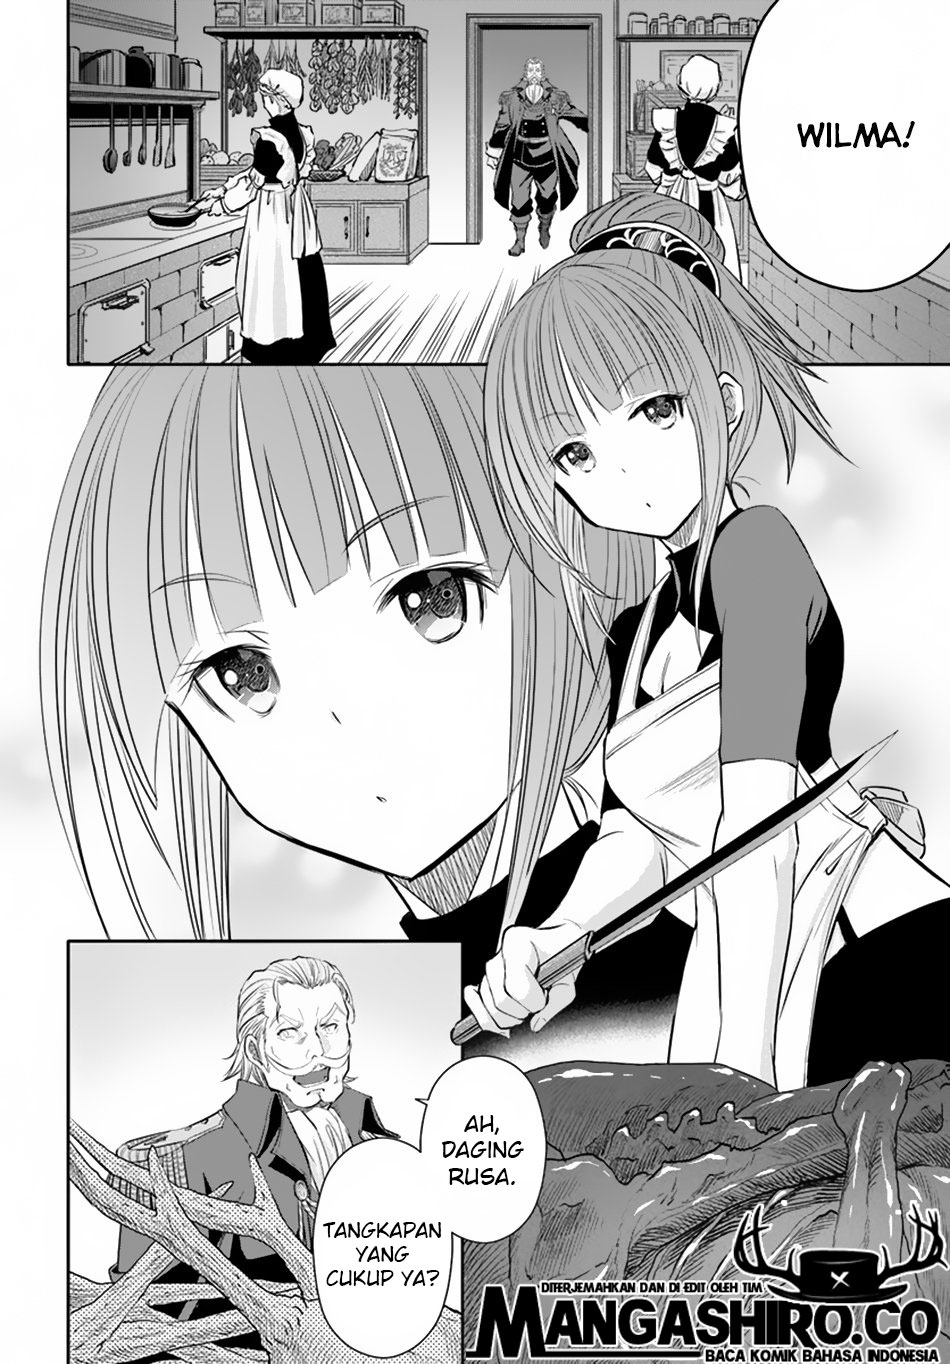 WILMA!
AH,
DAGING
RUSA.
TANGKAPAN
YANG
CUKUP YA?
DITERJEMAHKAN DAN DI EDIT OLEH TIM
MANGASHIRO.CO
BACA KOMIK BAHASA INDONESIA